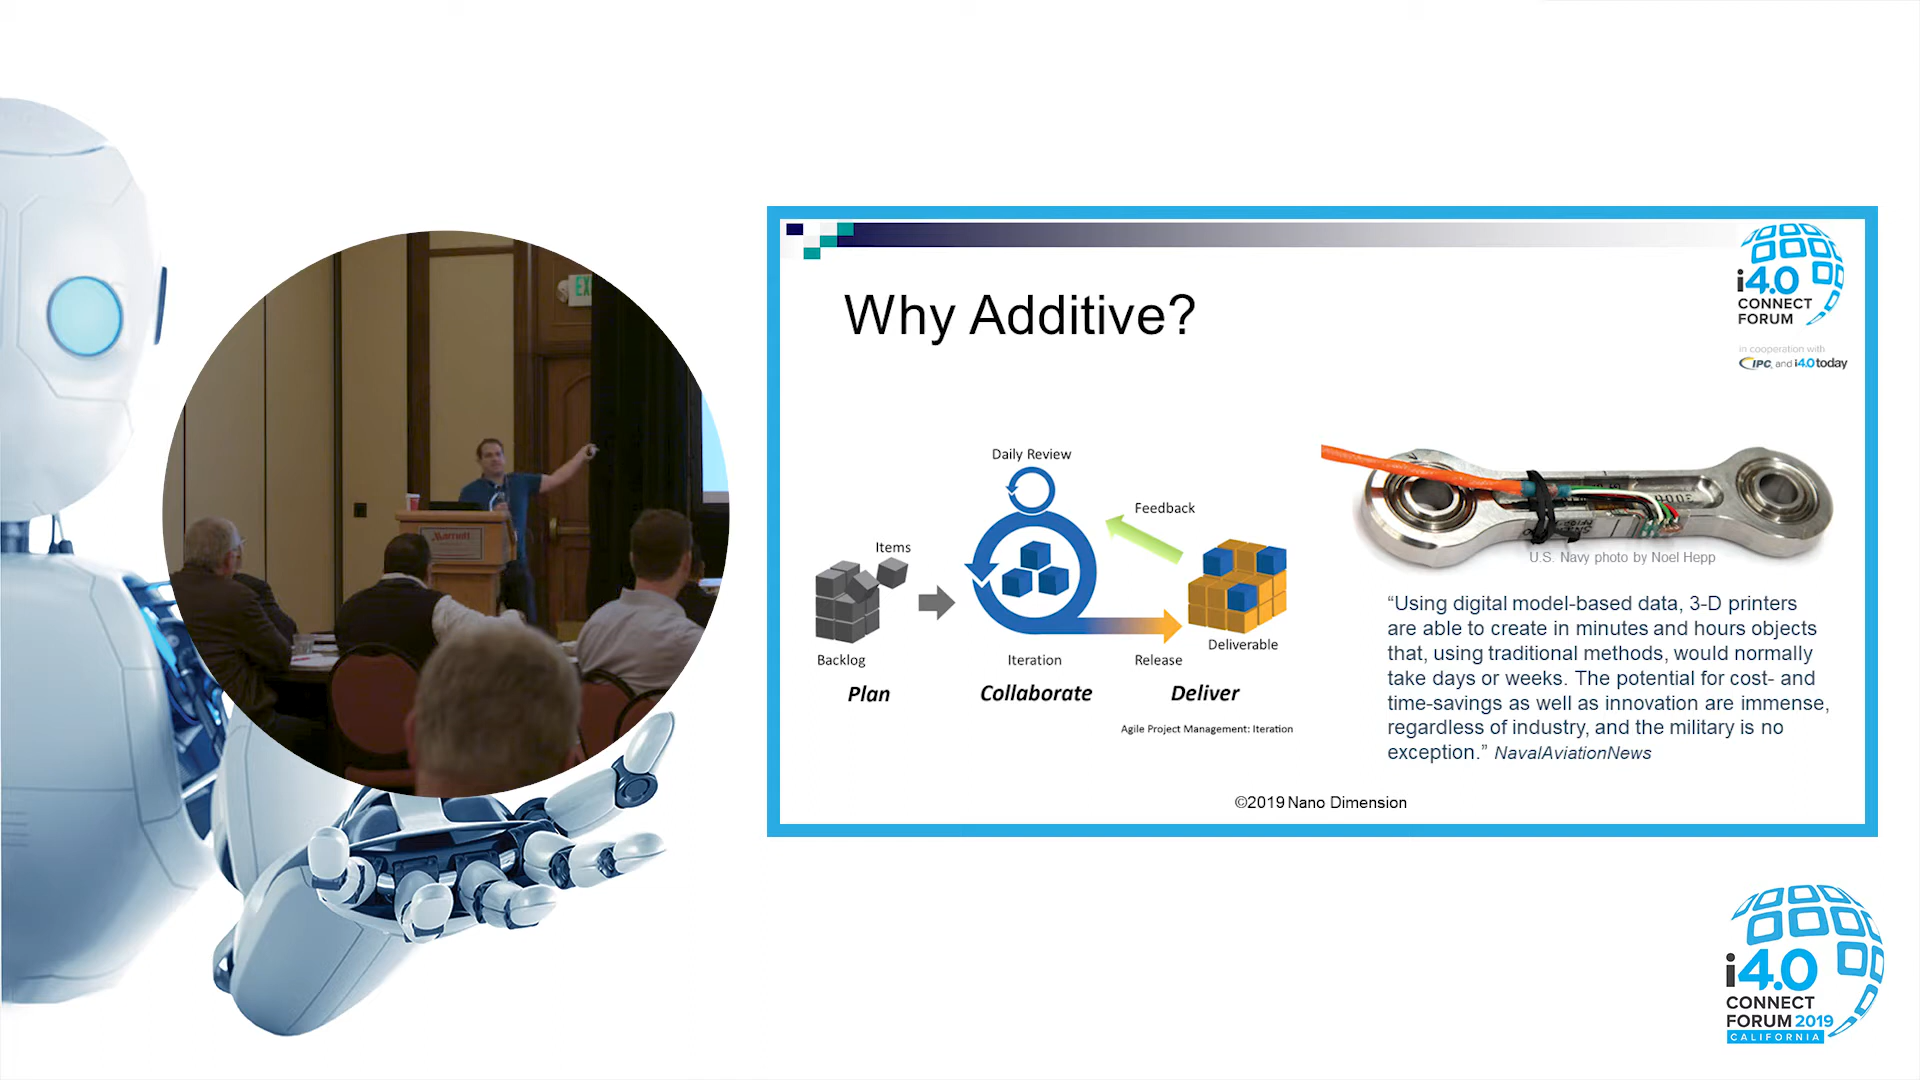 EX
Marriott
Why Additive?
i4.0
CONNECT
FORUM
in cooperation with
IPC and i4.0today
Daily Review
Feedback
Items
Backlog
Iteration
Release
Deliverable
Plan
Collaborate
Deliver
Agile Project Management: Iteration
U.S. Navy photo by Noel Hepp
“Using digital model-based data, 3-D printers
are able to create in minutes and hours objects
that, using traditional methods, would normally
take days or weeks. The potential for cost- and
time-savings as well as innovation are immense,
regardless of industry, and the military is no
exception.” NavalAviationNews
©2019 Nano Dimension
i4.0
CONNECT
FORUM 2019
CALIFORNIA